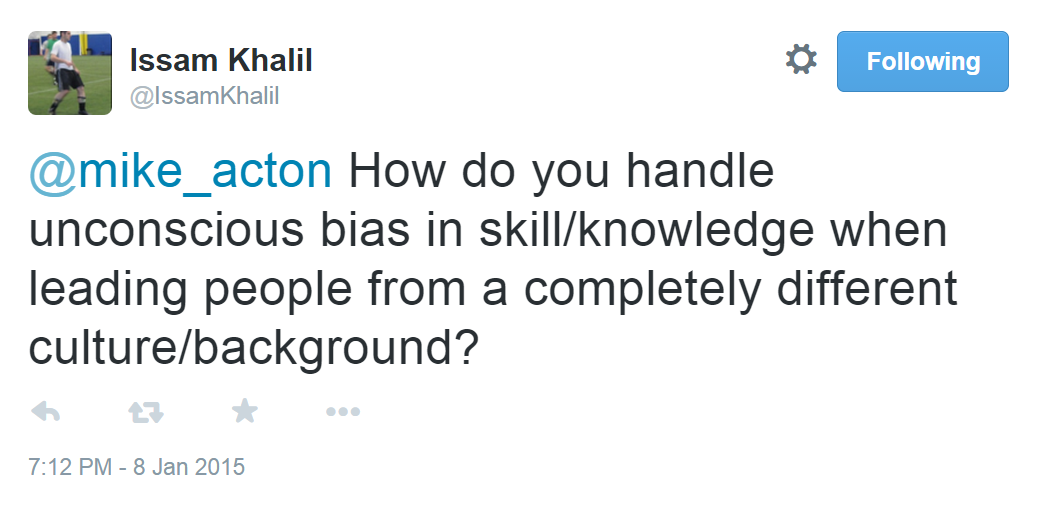 Issam Khalil
@IssamKhalil
Following
@mike_acton How do you handle
unconscious bias in skill/knowledge when
leading people from a completely different
culture/background?
7:12 PM - 8 Jan 2015